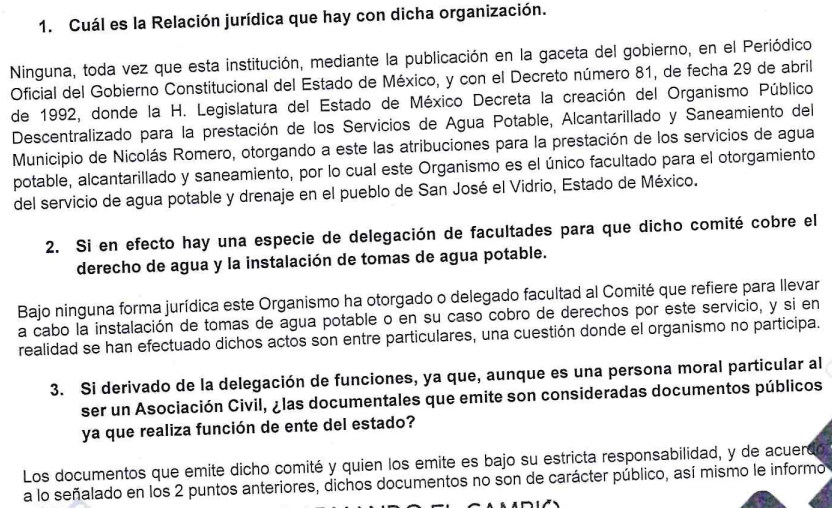 1. Cuál es la Relación jurídica que hay con dicha organización.
Ninguna, toda vez que esta institución, mediante la publicación en la gaceta del gobierno, en el Periódico
Oficial del Gobierno Constitucional del Estado de México, y con el Decreto número 81, de fecha 29 de abril
de 1992, donde la H. Legislatura del Estado de México Decreta la creación del Organismo Público
Descentralizado para la prestación de los Servicios de Agua Potable, Alcantarillado y Saneamiento del
Municipio de Nicolás Romero, otorgando a este las atribuciones para la prestación de los servicios de agua
potable, alcantarillado y saneamiento, por lo cual este Organismo es el único facultado para el otorgamiento
del servicio de agua potable y drenaje en el pueblo de San José el Vidrio, Estado de México.
2. Si en efecto hay una especie de delegación de facultades para que dicho comité cobre el
derecho de agua y la instalación de tomas de agua potable.
Bajo ninguna forma jurídica este Organismo ha otorgado o delegado facultad al Comité que refiere para llevar
a cabo la instalación de tomas de agua potable o en su caso cobro de derechos por este servicio, y si en
realidad se han efectuado dichos actos son entre particulares, una cuestión donde el organismo no participa.
3. Si derivado de la delegación de funciones, ya que, aunque es una persona moral particular al
ser un Asociación Civil, ¿las documentales que emite son consideradas documentos públicos
ya que realiza función de ente del estado?
Los documentos que emite dicho comité y quien los emite es bajo su estricta responsabilidad, y de acuerdo
a lo señalado en los 2 puntos anteriores, dichos documentos no son de carácter público, así mismo le informo